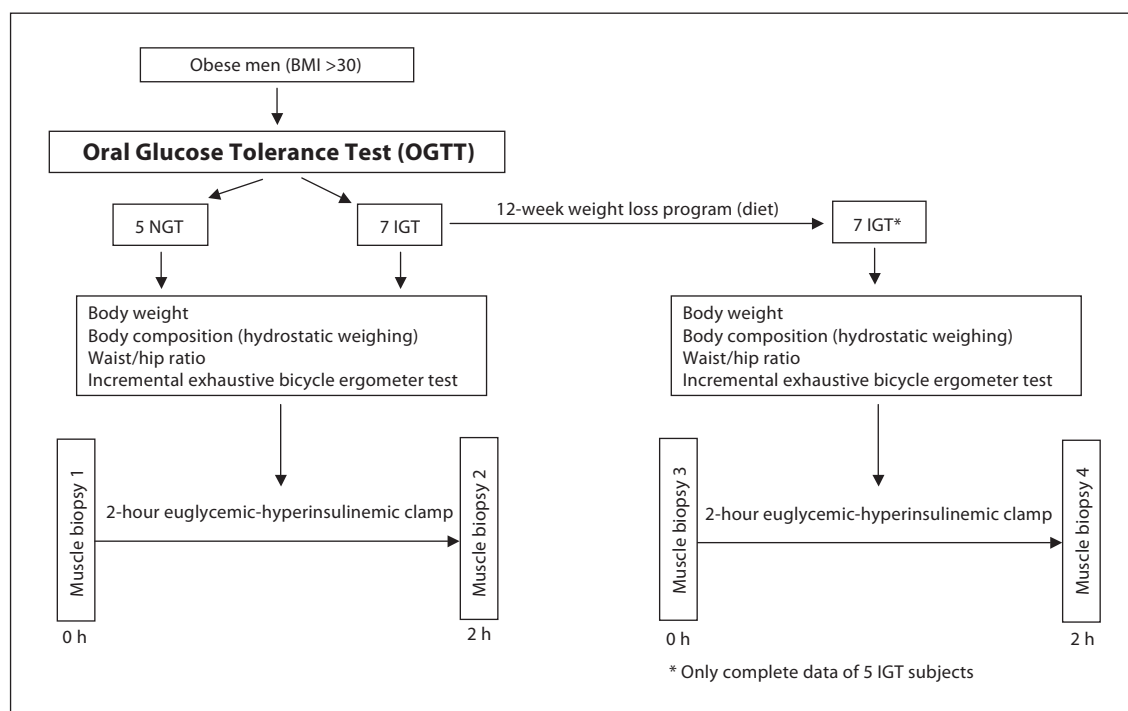 Obese men (BMI >30)
Oral Glucose Tolerance Test (OGTT)
5 NGT
7 IGT
12-week weight loss program (diet)
7 IGT*
Body weight
Body composition (hydrostatic weighing)
Waist/hip ratio
Incremental exhaustive bicycle ergometer test
Body weight
Body composition (hydrostatic weighing)
Waist/hip ratio
Incremental exhaustive bicycle ergometer test
Muscle biopsy 1
2-hour euglycemic-hyperinsulinemic clamp
Muscle biopsy 2
0 h
2 h
Muscle biopsy 3
2-hour euglycemic-hyperinsulinemic clamp
Muscle biopsy 4
0 h
2 h
* Only complete data of 5 IGT subjects